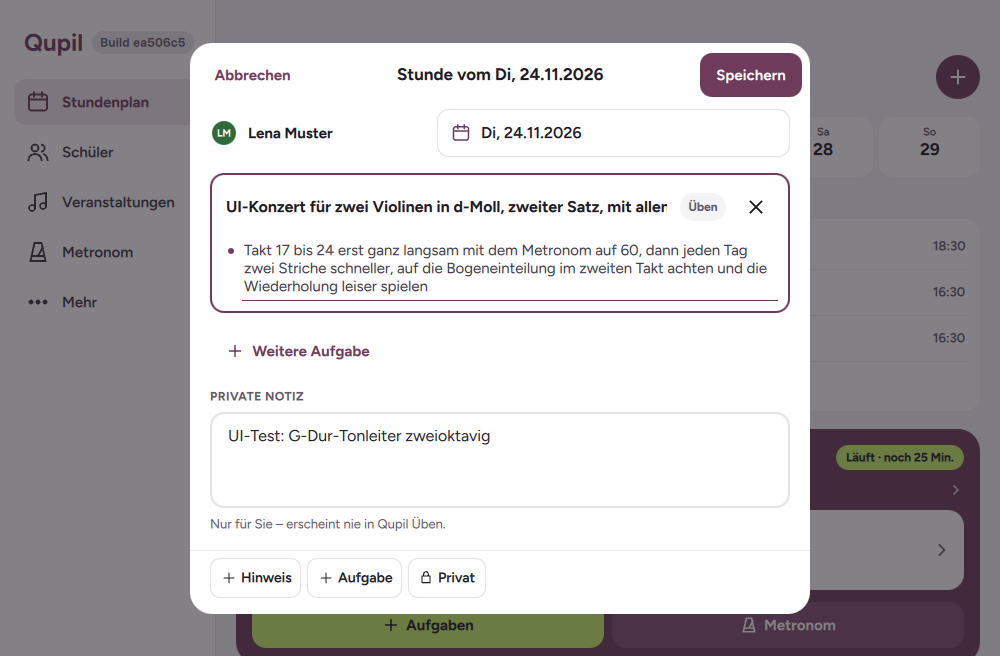 Qupil
Build ea506c5
Stundenplan
Schüler
Veranstaltungen
Metronom
Mehr
Abbrechen
Stunde vom Di, 24.11.2026
Speichern
LM
Lena Muster
Di, 24.11.2026
UI-Konzert für zwei Violinen in d-Moll, zweiter Satz, mit aller
Üben
Takt 17 bis 24 erst ganz langsam mit dem Metronom auf 60, dann jeden Tag
zwei Striche schneller, auf die Bogeneinteilung im zweiten Takt achten und die
Wiederholung leiser spielen
Weitere Aufgabe
PRIVATE NOTIZ
UI-Test: G-Dur-Tonleiter zweioktavig
Nur für Sie – erscheint nie in Qupil Üben.
Hinweis
Aufgabe
Privat
Sa
28
So
29
18:30
16:30
16:30
Läuft · noch 25 Min.
Aufgaben
Metronom